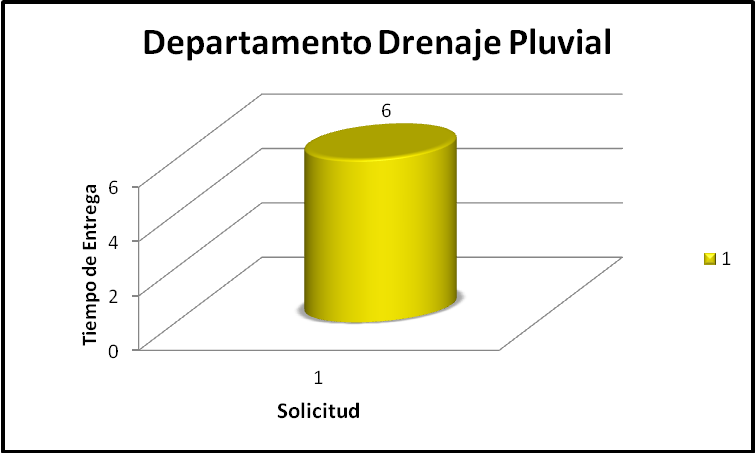 Departamento Drenaje Pluvial
6
Tiempo de Entrega
6
4
2
0
1
1
Solicitud